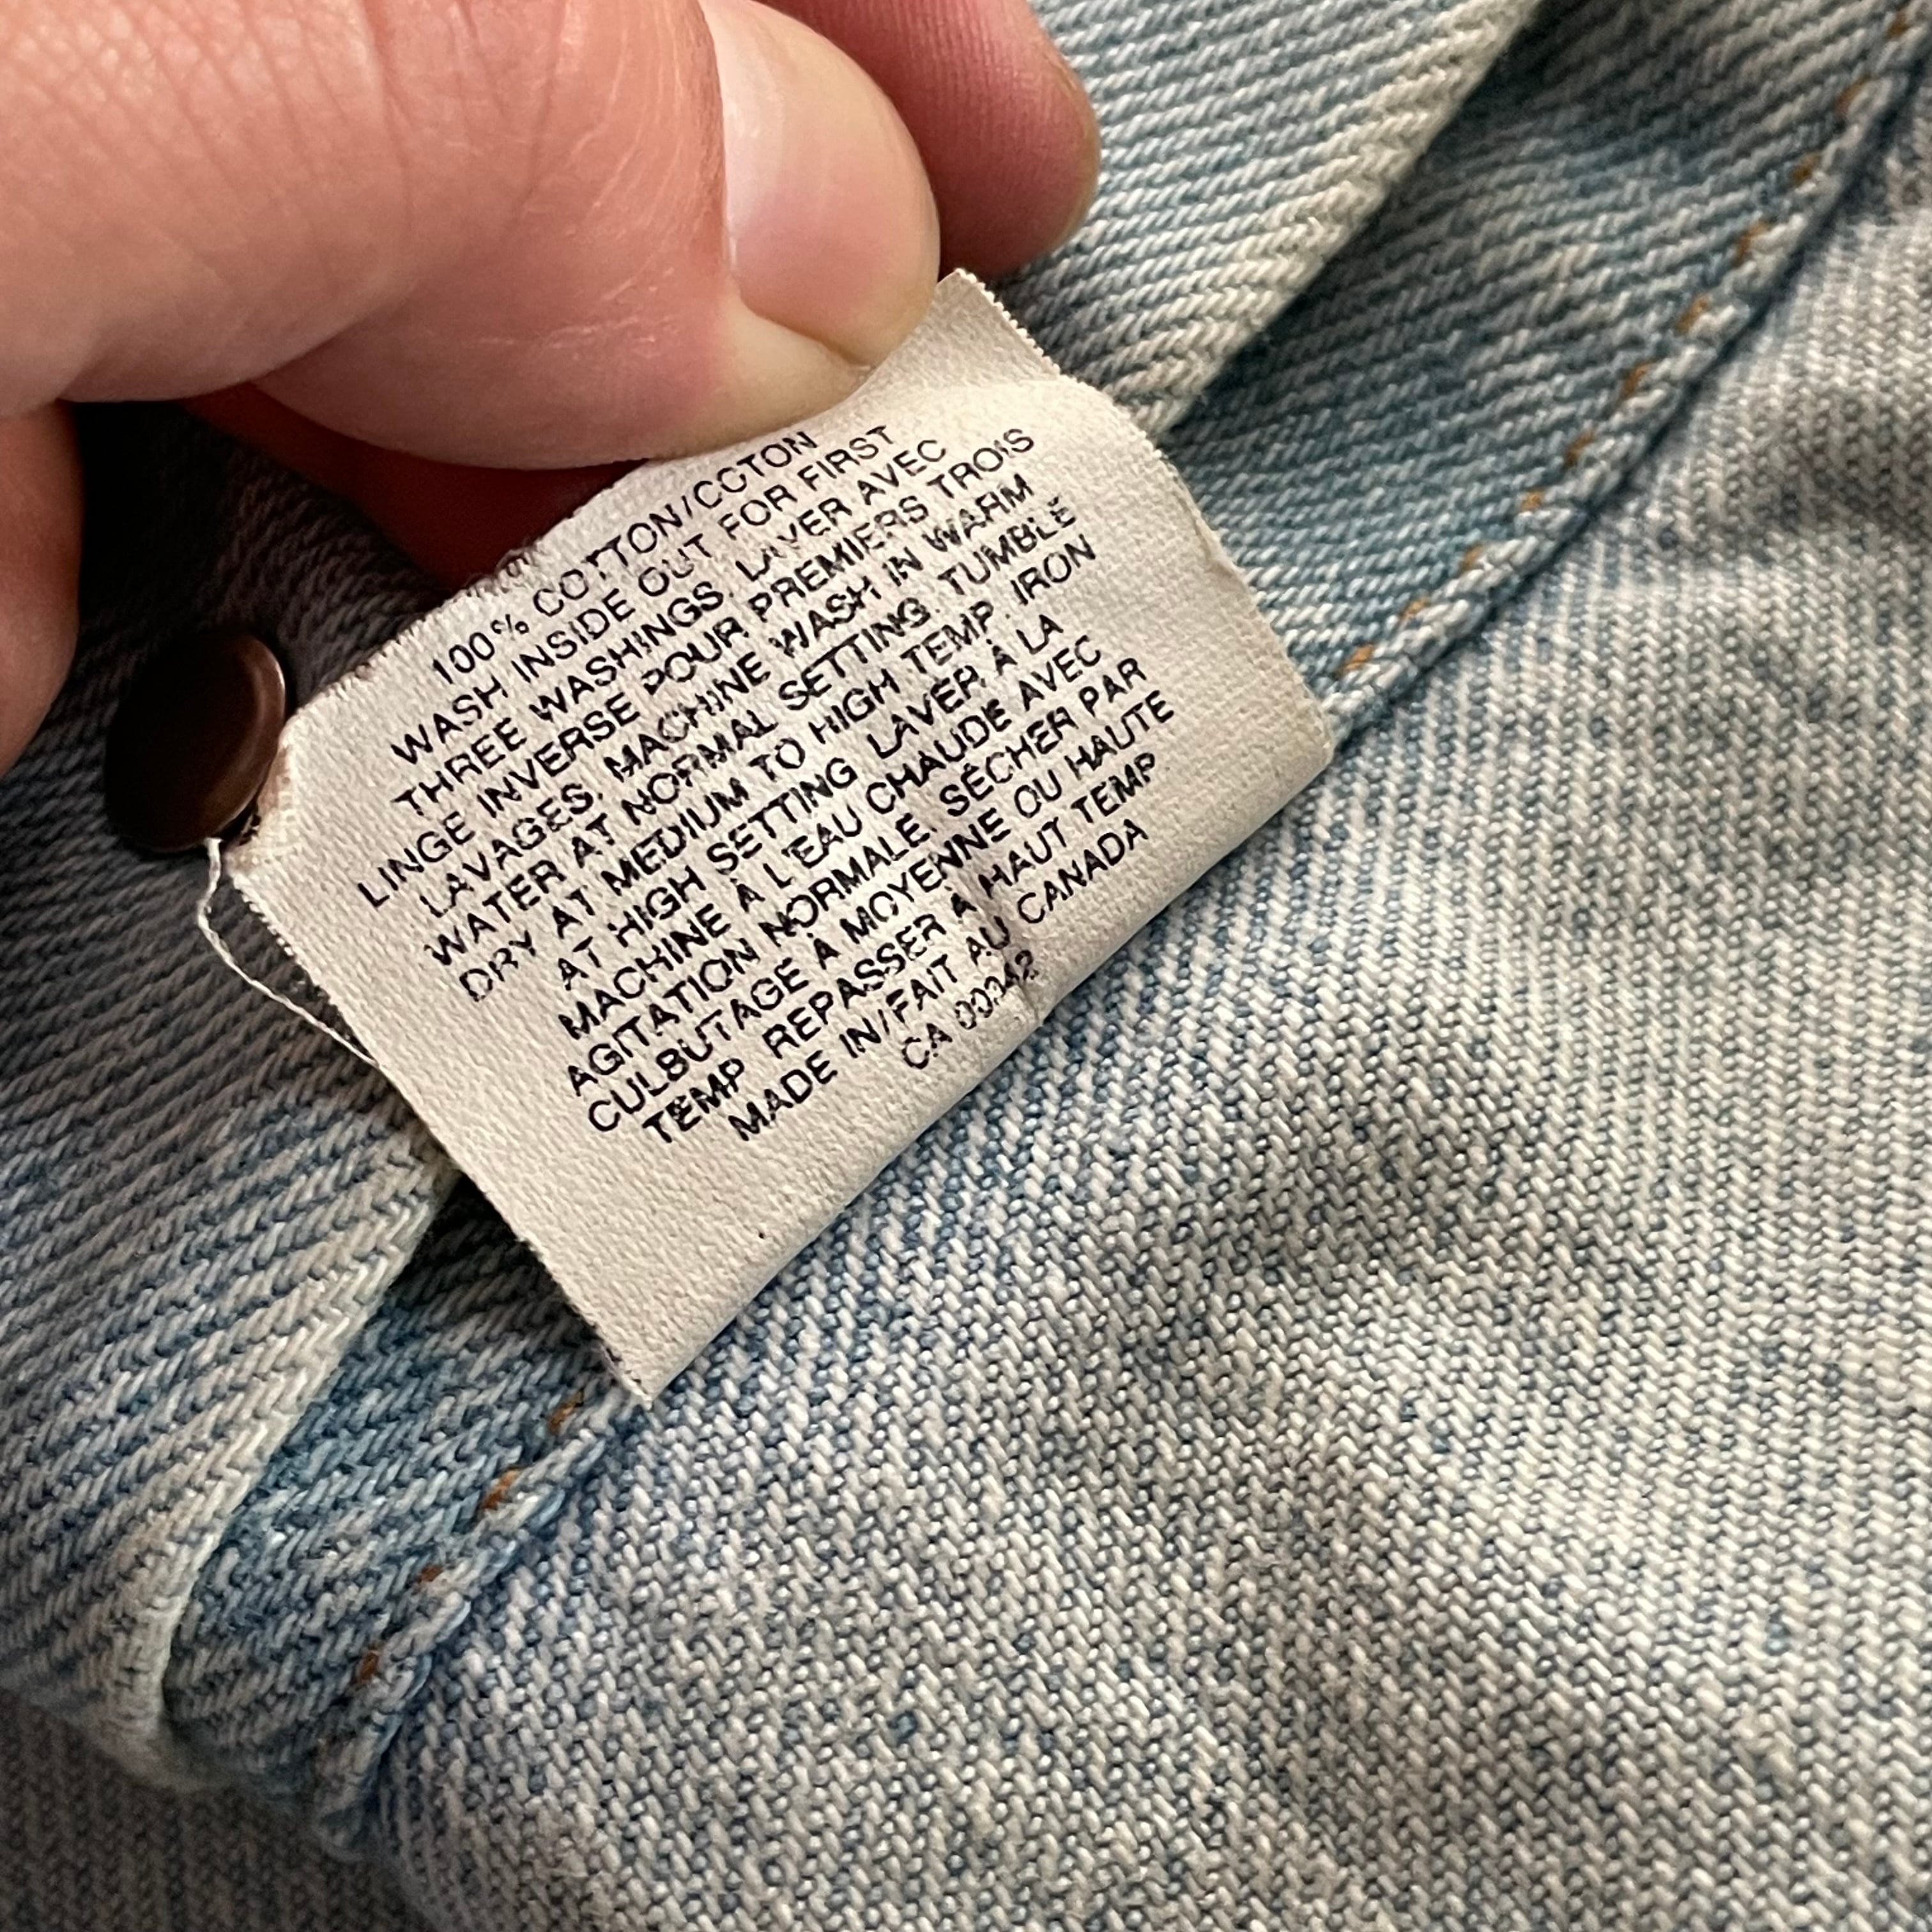 100% COTTON/COTON
WASH INSIDE OUT FOR FIRST
THREE WASHINGS. LAVER AVEC
LINGE INVERSE POUR PREMIERS TROIS
LAVAGES. MACHINE WASH IN WARM
WATER AT NORMAL SETTING. TUMBLE
DRY AT MEDIUM TO HIGH TEMP. IRON
AT HIGH SETTING LAVER À LA
MACHINE À L'EAU CHAUDE AVEC
AGITATION NORMALE. SÉCHER PAR
CULBUTAGE À MOYENNE OU HAUTE
TEMP REPASSER À HAUT TEMP
MADE IN/FAIT AU CANADA
CA 00342